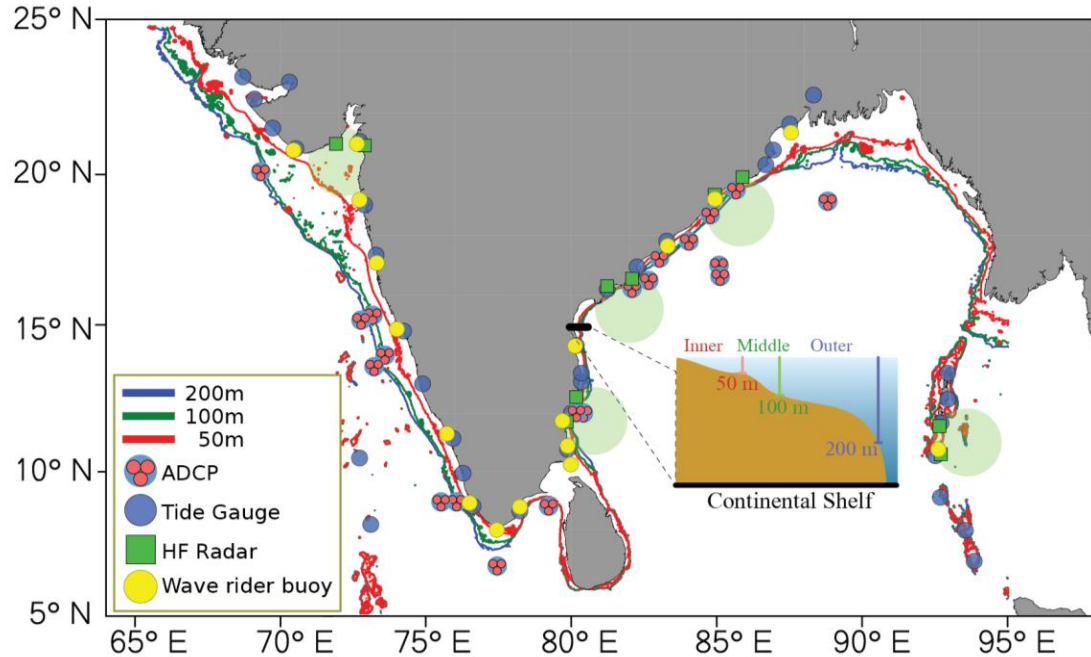 25° N
20° N
15° N
10° N
5° N
Inner Middle Outer
50 m
100 m
200 m
Continental Shelf
200m
100m
50m
ADCP
Tide Gauge
HF Radar
Wave rider buoy
65° E 70° E 75° E 80° E 85° E 90° E 95° E